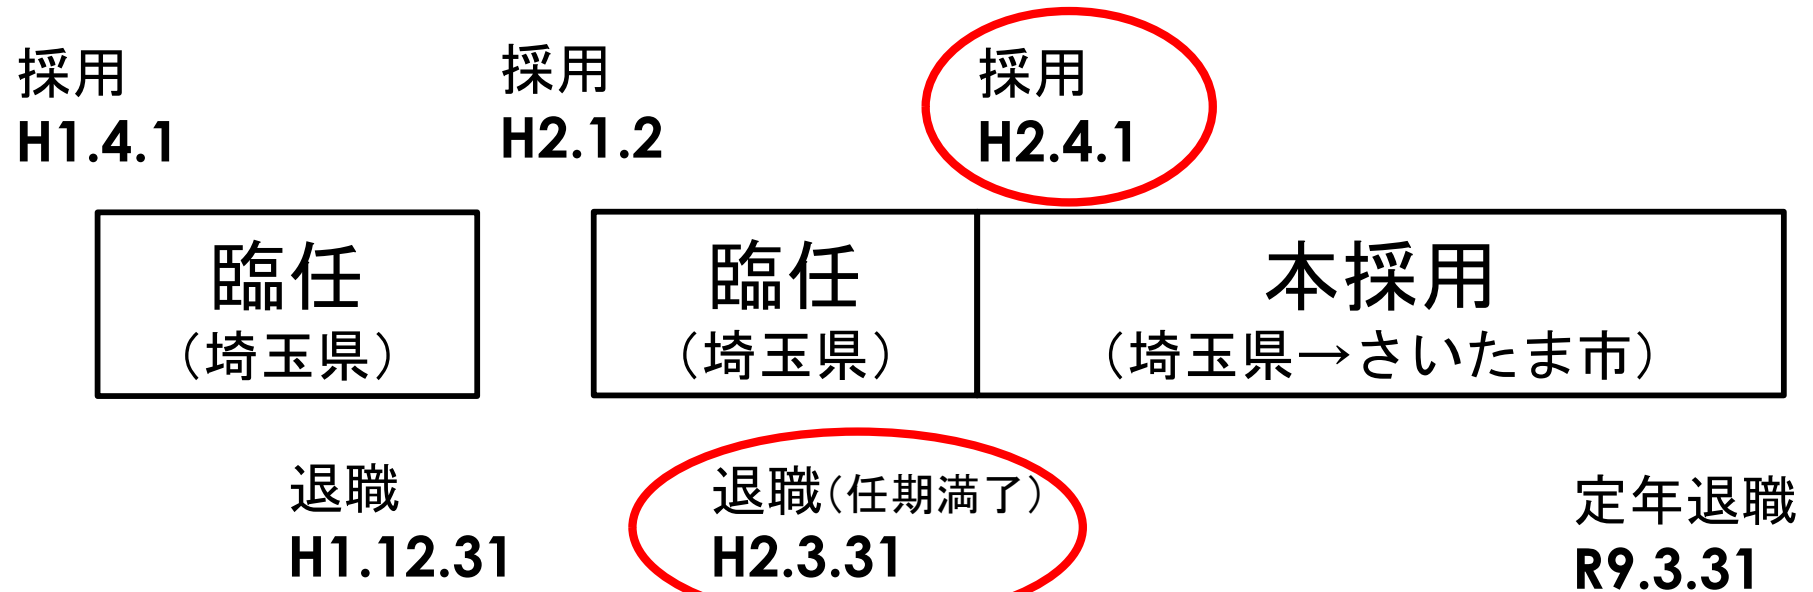 採用
H1.4.1
採用
H2.1.2
採用
H2.4.1
臨任
（埼玉県）
臨任
（埼玉県）
本採用
（埼玉県→さいたま市）
退職
H1.12.31
退職（任期満了）
H2.3.31
定年退職
R9.3.31